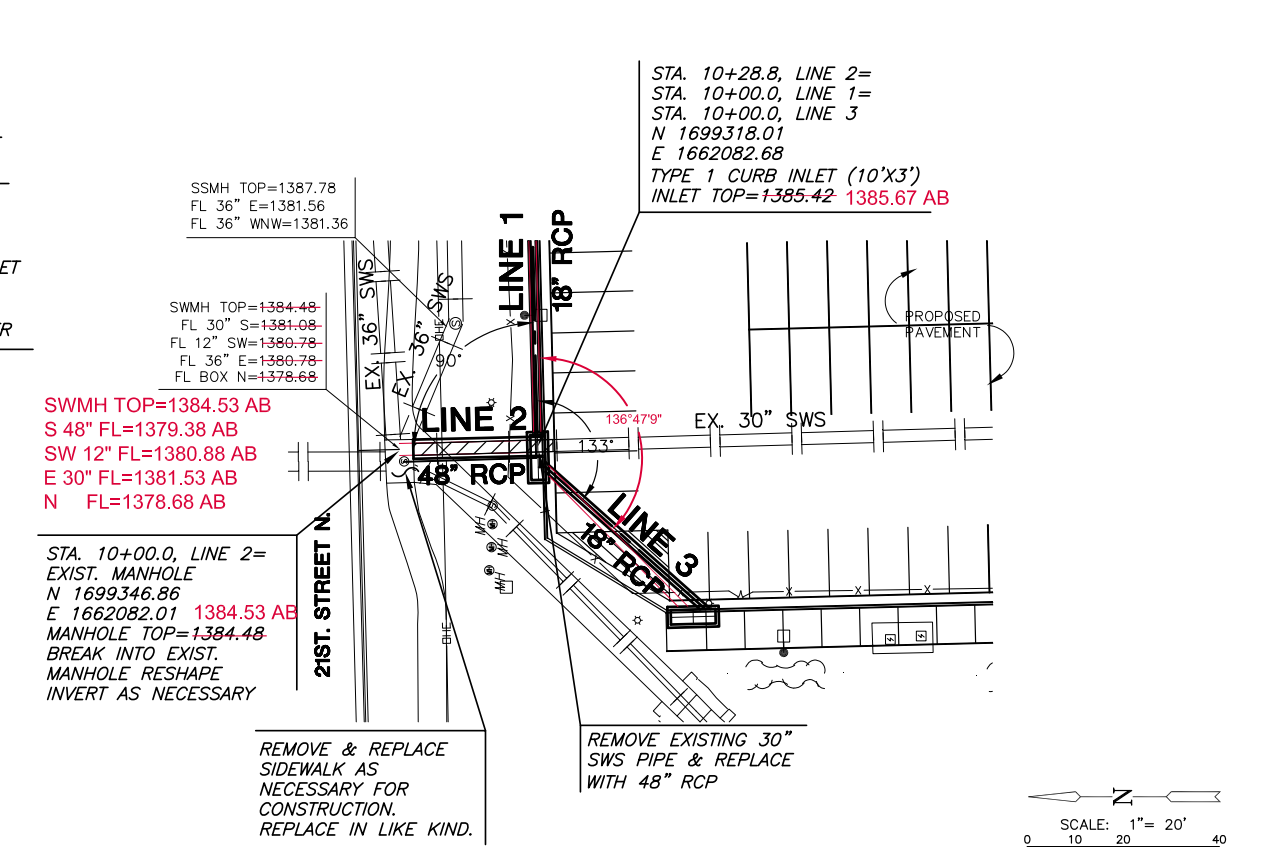 STA. 10+28.8, LINE 2=
STA. 10+00.0, LINE 1=
STA. 10+00.0, LINE 3
N 1699318.01
E 1662082.68
TYPE 1 CURB INLET (10'X3')
INLET TOP=1385.42 1385.67 AB
SSMH TOP=1387.78
FL 36" E=1381.56
FL 36" WNW=1381.36
ET
ER
SWMH TOP=1384.48
FL 30" S=1381.08
FL 12" SW=1380.78
FL 36" E=1380.78
FL BOX N=1378.68
SWMH TOP=1384.53 AB
S 48" FL=1379.38 AB
SW 12" FL=1380.88 AB
E 30" FL=1381.53 AB
N FL=1378.68 AB
EX. 36" SWS
EX. 36" SWS
OHE
S
90°
LINE 1
18" RCP
PROPOSED
PAVEMENT
LINE 2
48" RCP
136°47'9"
133°
EX. 30" SWS
LINE 3
18" RCP
MH
MH
MH
X
X
X
X
X
OHE
21ST. STREET N.
STA. 10+00.0, LINE 2=
EXIST. MANHOLE
N 1699346.86
E 1662082.01 1384.53 AB
MANHOLE TOP=1384.48
BREAK INTO EXIST.
MANHOLE RESHAPE
INVERT AS NECESSARY
REMOVE & REPLACE
SIDEWALK AS
NECESSARY FOR
CONSTRUCTION.
REPLACE IN LIKE KIND.
REMOVE EXISTING 30"
SWS PIPE & REPLACE
WITH 48" RCP
N
SCALE: 1"= 20'
0 10 20 40